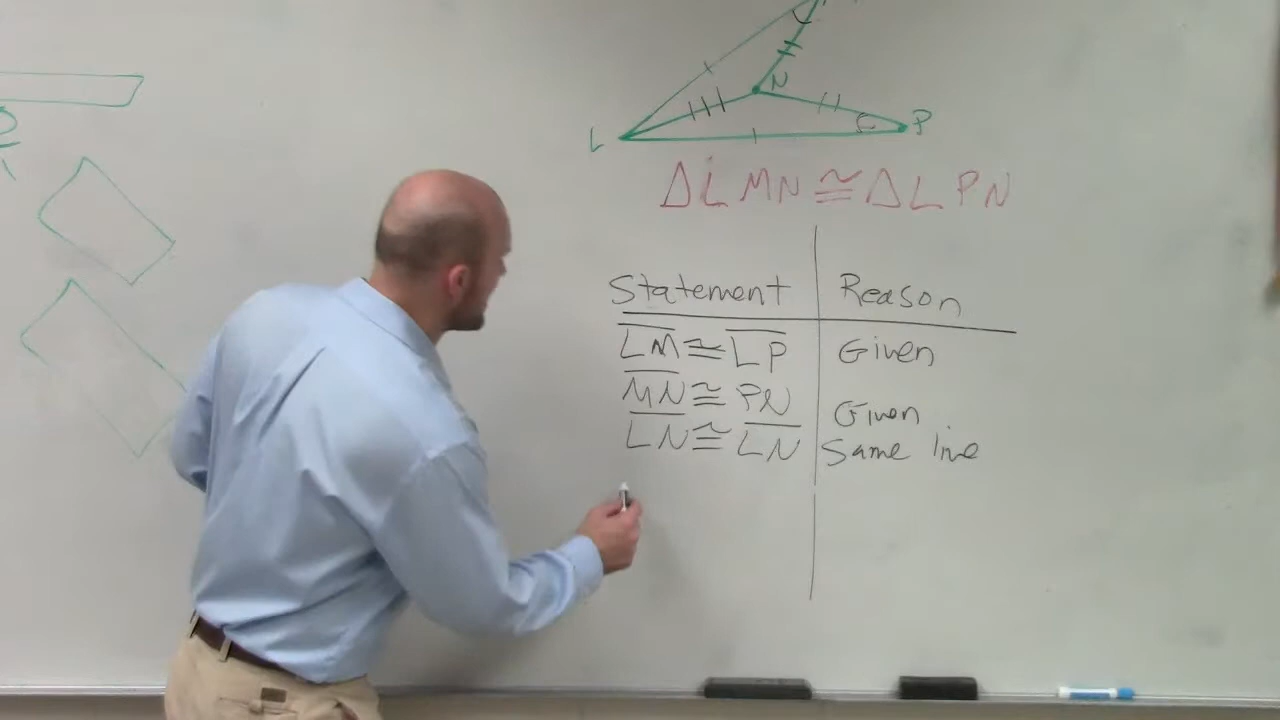 N
L
P
ΔLMN ≅ ΔLPN
Statement Reason
LM ≅ LP Given
MN ≅ PN Given
LN ≅ LN Same line